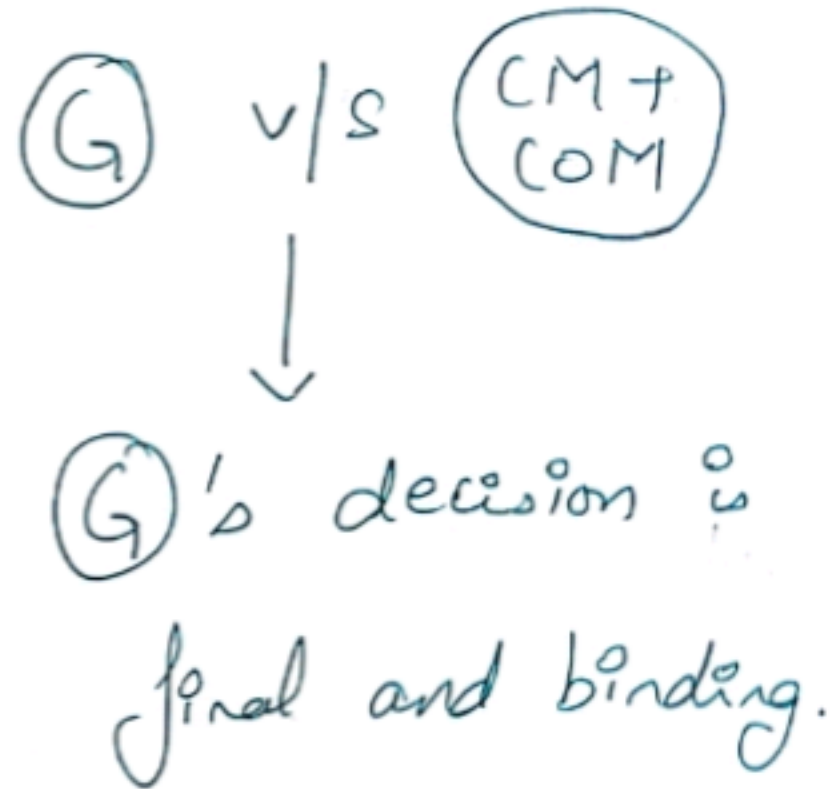 G v/s CM +
COM
G's decision is
final and binding.